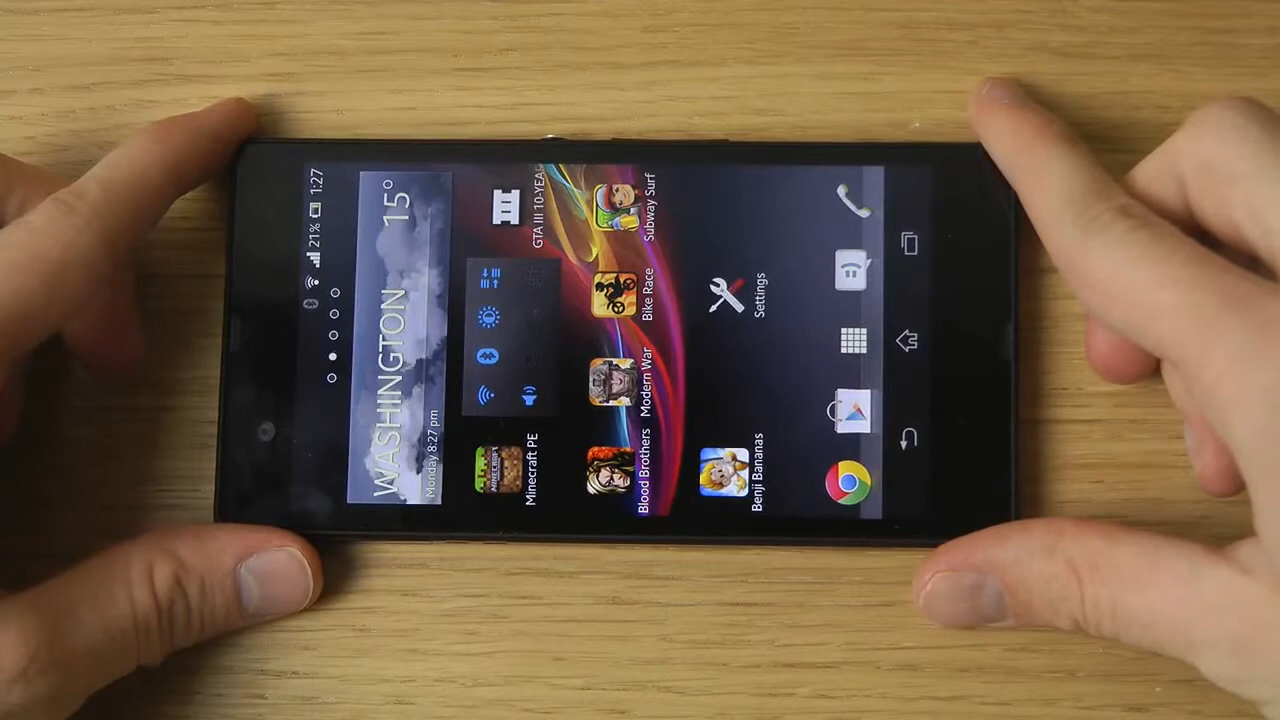 21% 1:27
WASHINGTON 15°
Monday 8:27 pm
Minecraft PE
GTA III 10-YEA
Blood Brothers
Modern War
Bike Race
Subway Surf
Benji Bananas
Settings